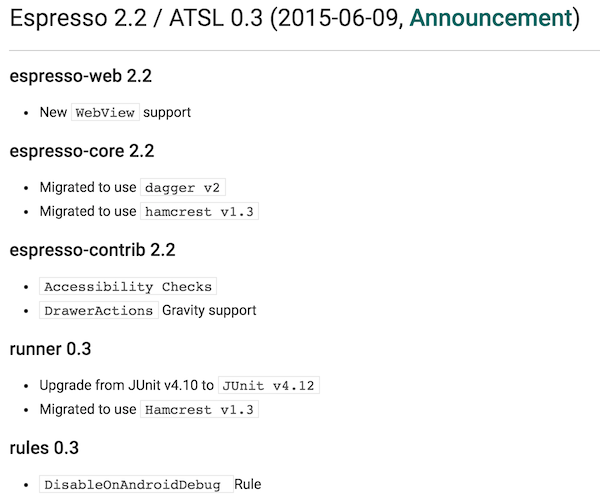 Espresso 2.2 / ATSL 0.3 (2015-06-09, Announcement)
espresso-web 2.2
• New WebView support
espresso-core 2.2
• Migrated to use dagger v2
• Migrated to use hamcrest v1.3
espresso-contrib 2.2
• Accessibility Checks
• DrawerActions Gravity support
runner 0.3
• Upgrade from JUnit v4.10 to JUnit v4.12
• Migrated to use Hamcrest v1.3
rules 0.3
• DisableOnAndroidDebug Rule